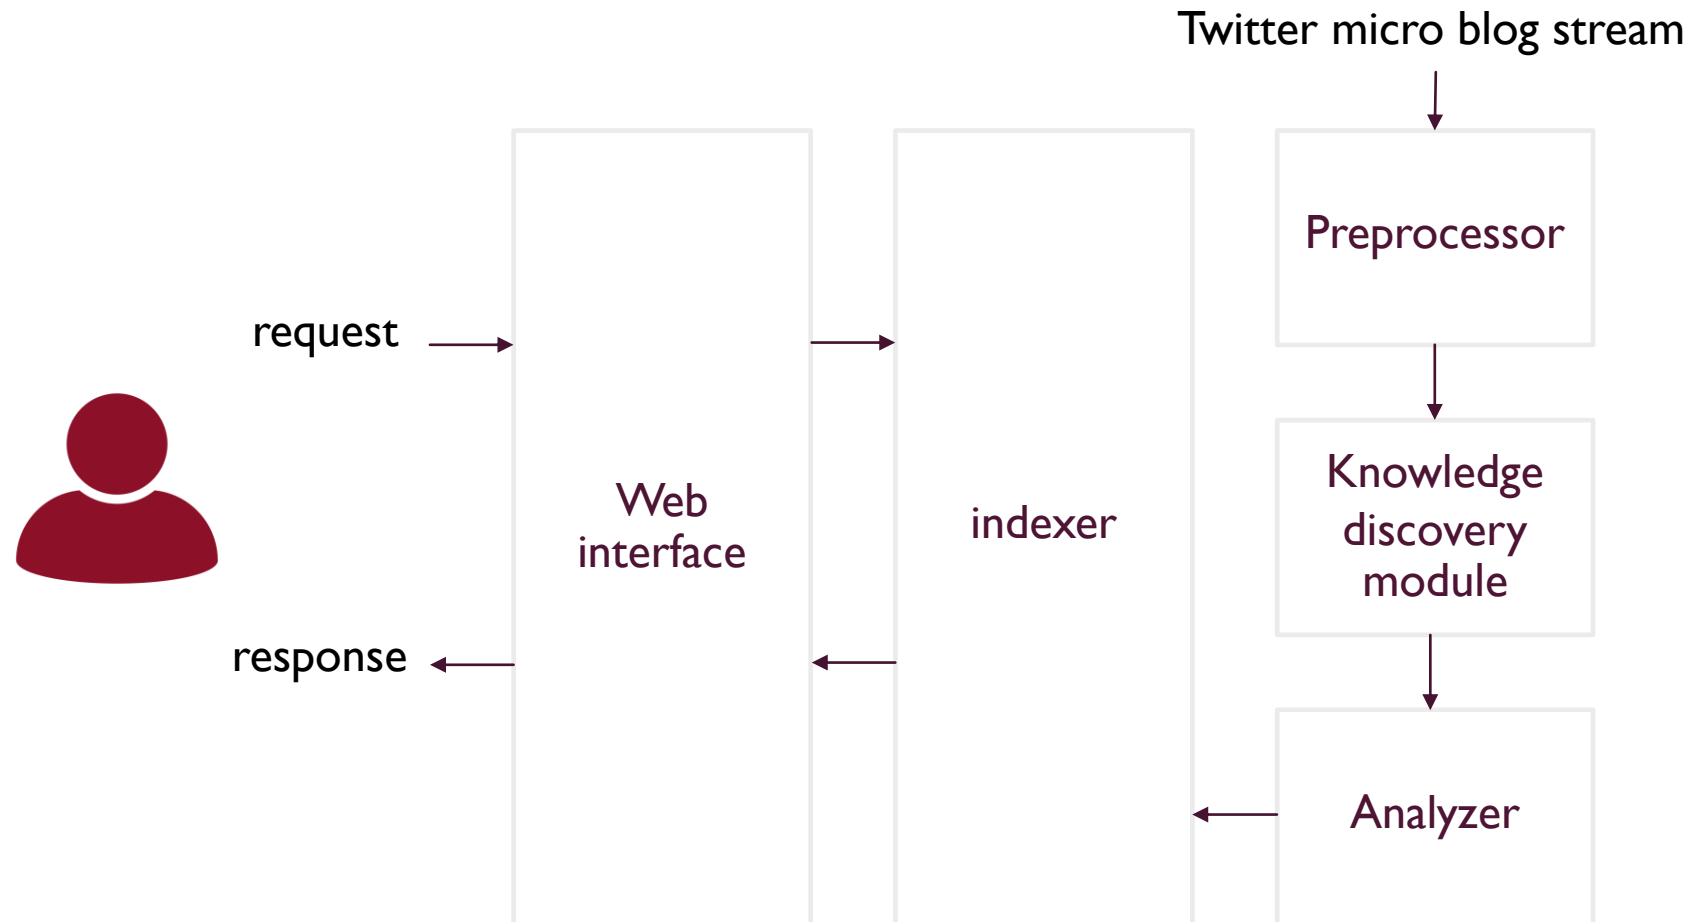 Twitter micro blog stream
Preprocessor
request
Web
interface
indexer
Knowledge
discovery
module
response
Analyzer